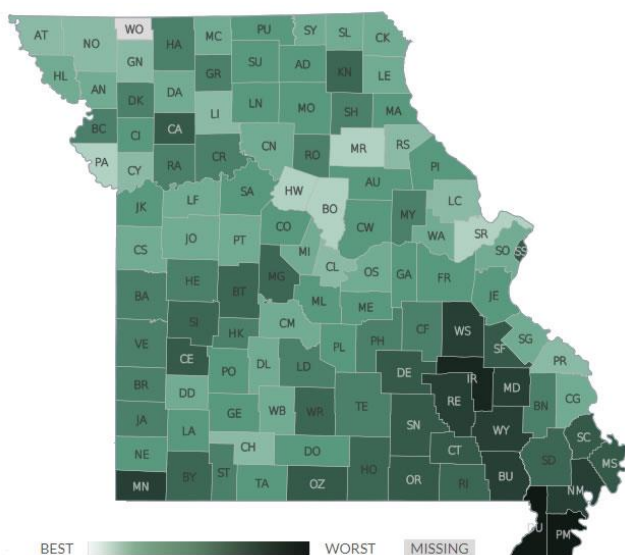 AT NO WO HA MC PU SY SL CK
HL GN GR SU AD KN LE
AN DK DA LI LN MO SH MA
BC CI CA CN RO MR RS
PA CY RA CR PI
HW BO AU LC
JK LF SA CO CW MY WA SR
CS JO PT MI CL OS GA FR SO SS
BA HE BT MG ML ME JE
VE SI HK CM PL PH CF WS SF SG
CE PO DL LD DE IR PR
BR DD RE MD BN CG
JA LA GE WB WR TE SN WY
NE CH DO CT SD SC MS
MN BY ST TA OZ HO OR RI BU NM
DU PM
BEST WORST MISSING